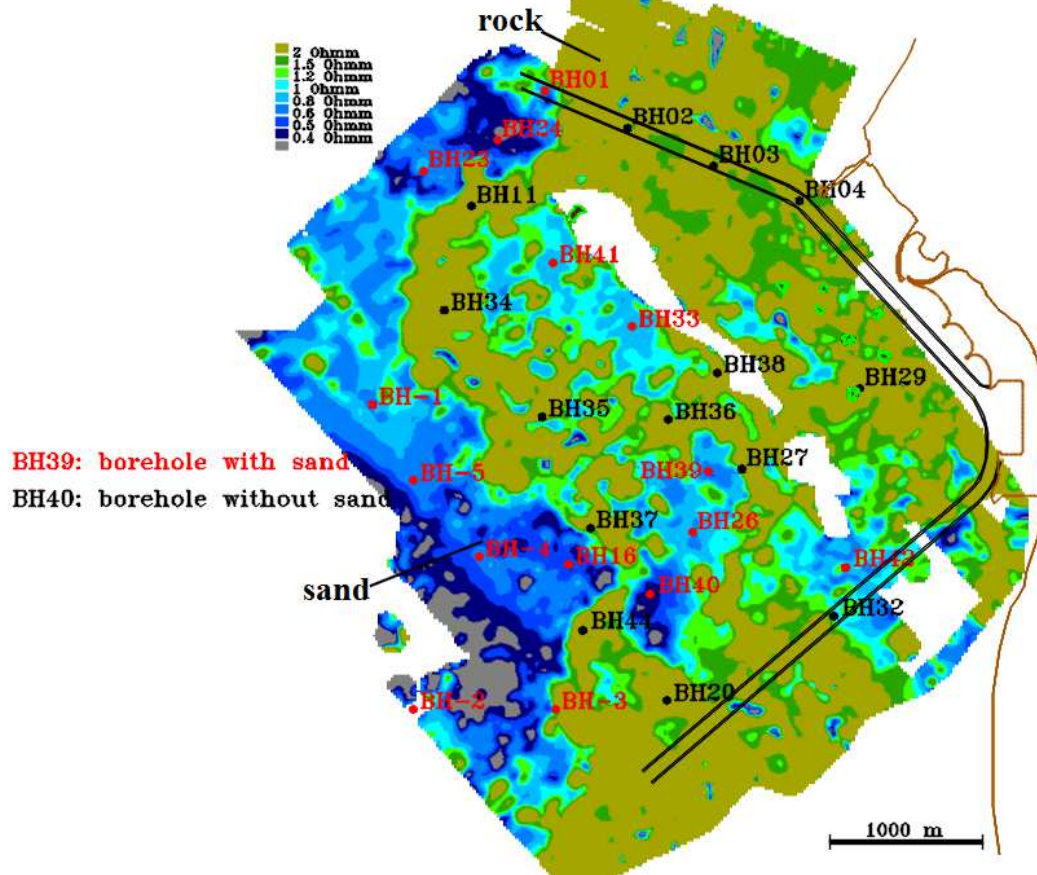 rock
2 Ohmm
1.5 Ohmm
1.2 Ohmm
1 Ohmm
0.8 Ohmm
0.6 Ohmm
0.5 Ohmm
0.4 Ohmm
BH01
BH02
BH24
BH03
BH23
BH04
BH11
BH41
BH34
BH33
BH38
BH29
BH-1
BH35
BH36
BH39: borehole with sand
BH39
BH27
BH-5
BH40: borehole without sand
BH37
BH26
BH-4
BH16
BH42
sand
BH40
BH32
BH44
BH20
BH-2
BH-3
1000 m